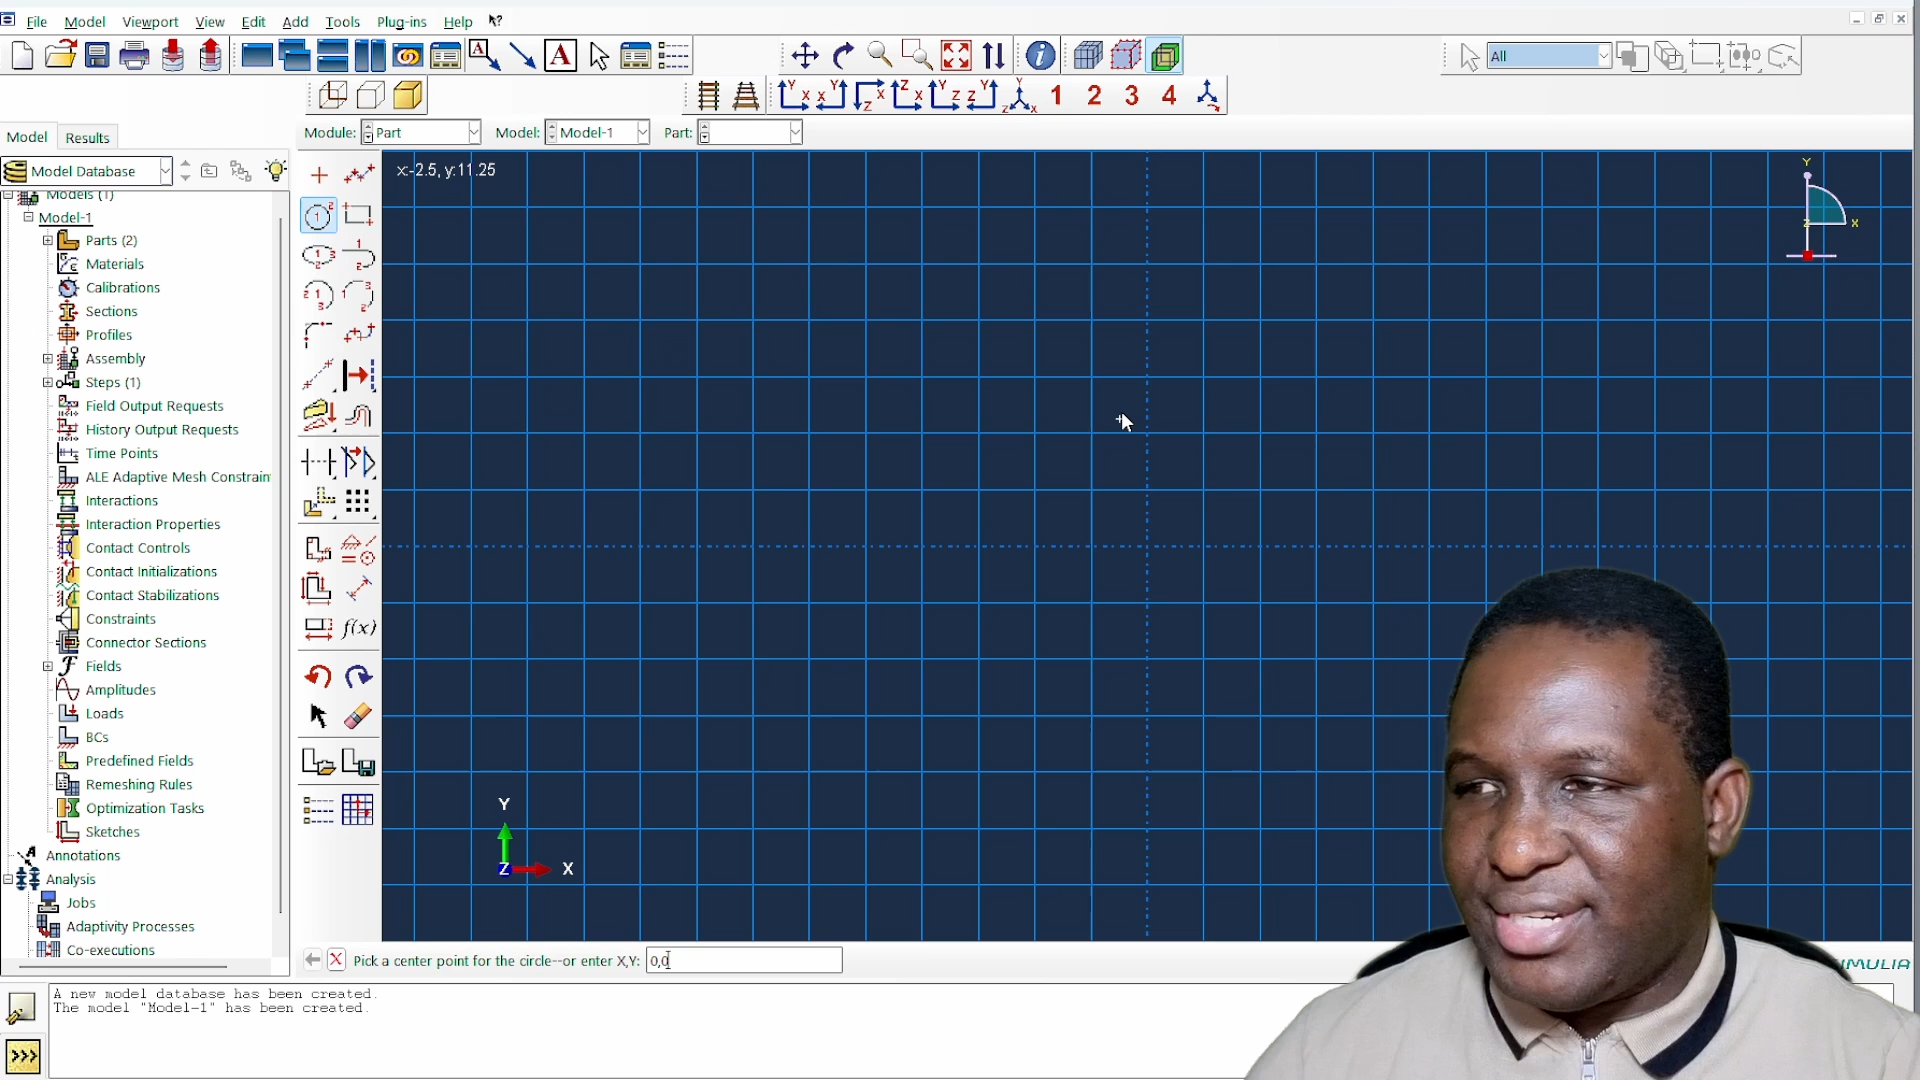 File Model Viewport View Edit Add Tools Plug-ins Help
All
1 2 3 4
Model Results
Module: Part Model: Model-1 Part:
Model Database
x:-2.5, y:11.25
Models (1)
Model-1
Parts (2)
Materials
Calibrations
Sections
Profiles
Assembly
Steps (1)
Field Output Requests
History Output Requests
Time Points
ALE Adaptive Mesh Constrain
Interactions
Interaction Properties
Contact Controls
Contact Initializations
Contact Stabilizations
Constraints
Connector Sections
Fields
Amplitudes
Loads
BCs
Predefined Fields
Remeshing Rules
Optimization Tasks
Sketches
Annotations
Analysis
Jobs
Adaptivity Processes
Co-executions
f(x)
Y
X
Z
Y
Z X
Pick a center point for the circle--or enter X,Y: 0,0
IMULIA
A new model database has been created.
The model "Model-1" has been created.